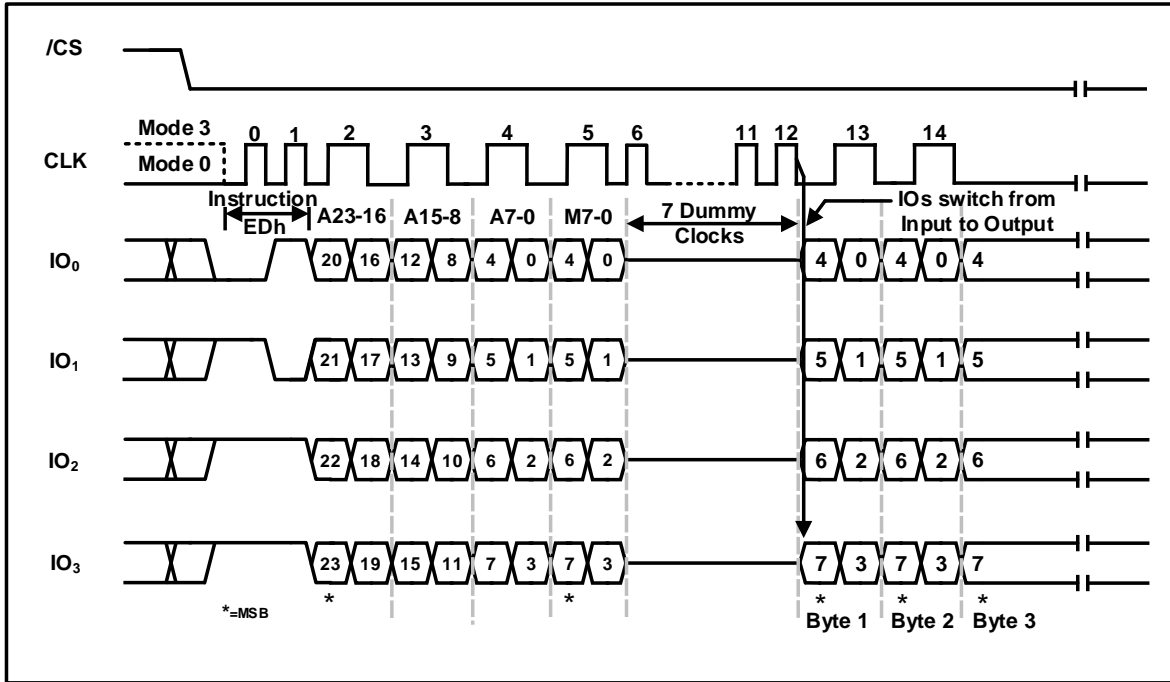 /CS
Mode 3
0 1 2 3 4 5 6 11 12 13 14
CLK
Mode 0
Instruction
EDh
A23-16 A15-8 A7-0 M7-0
7 Dummy
Clocks
IOs switch from
Input to Output
IO0
20 16 12 8 4 0 4 0 4 0 4 0 4
IO1
21 17 13 9 5 1 5 1 5 1 5 1 5
IO2
22 18 14 10 6 2 6 2 6 2 6 2 6
IO3
23 19 15 11 7 3 7 3 7 3 7 3 7
* * * * *
*=MSB
Byte 1 Byte 2 Byte 3